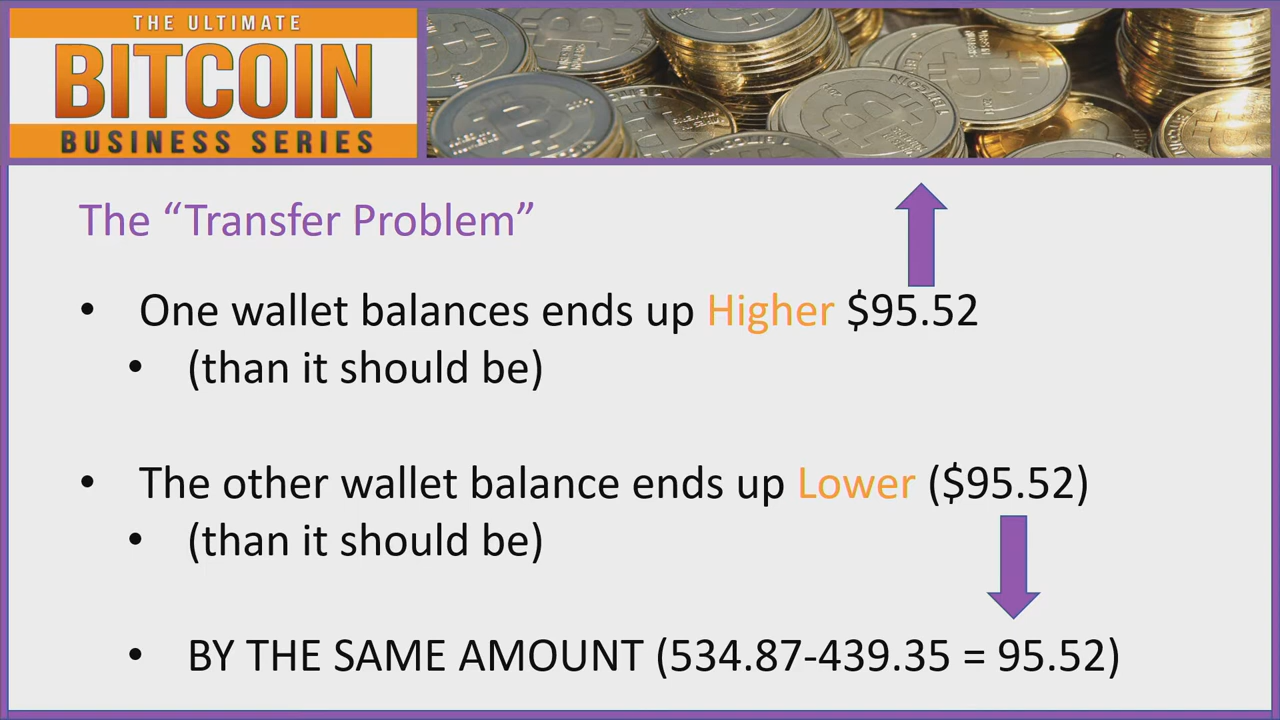 THE ULTIMATE
BITCOIN
BUSINESS SERIES
The “Transfer Problem”
• One wallet balances ends up Higher $95.52
• (than it should be)
• The other wallet balance ends up Lower ($95.52)
• (than it should be)
• BY THE SAME AMOUNT (534.87-439.35 = 95.52)